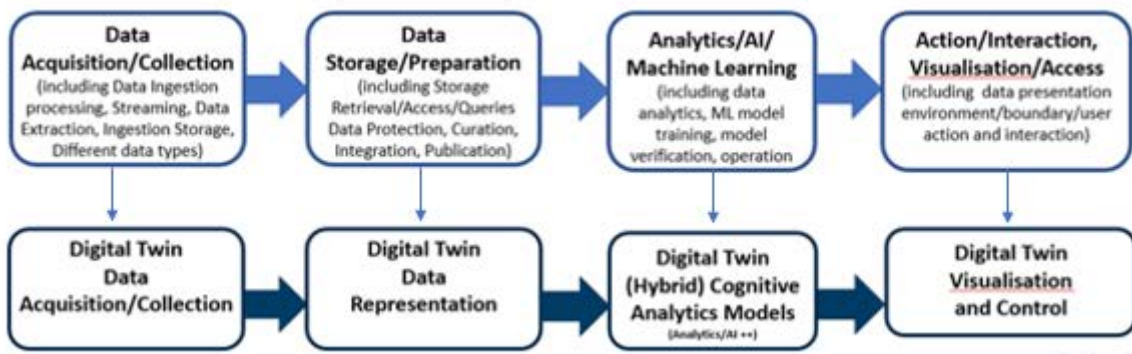 Data
Acquisition/Collection
(including Data Ingestion
processing, Streaming, Data
Extraction, Ingestion Storage,
Different data types)
Data
Storage/Preparation
(including Storage
Retrieval/Access/Queries
Data Protection, Curation,
Integration, Publication)
Analytics/AI/
Machine Learning
(including data
analytics, ML model
training, model
verification, operation
Action/Interaction,
Visualisation/Access
(including data presentation
environment/boundary/user
action and interaction)
Digital Twin
Data
Acquisition/Collection
Digital Twin
Data
Representation
Digital Twin
(Hybrid) Cognitive
Analytics Models
(Analytics/AI ++)
Digital Twin
Visualisation
and Control